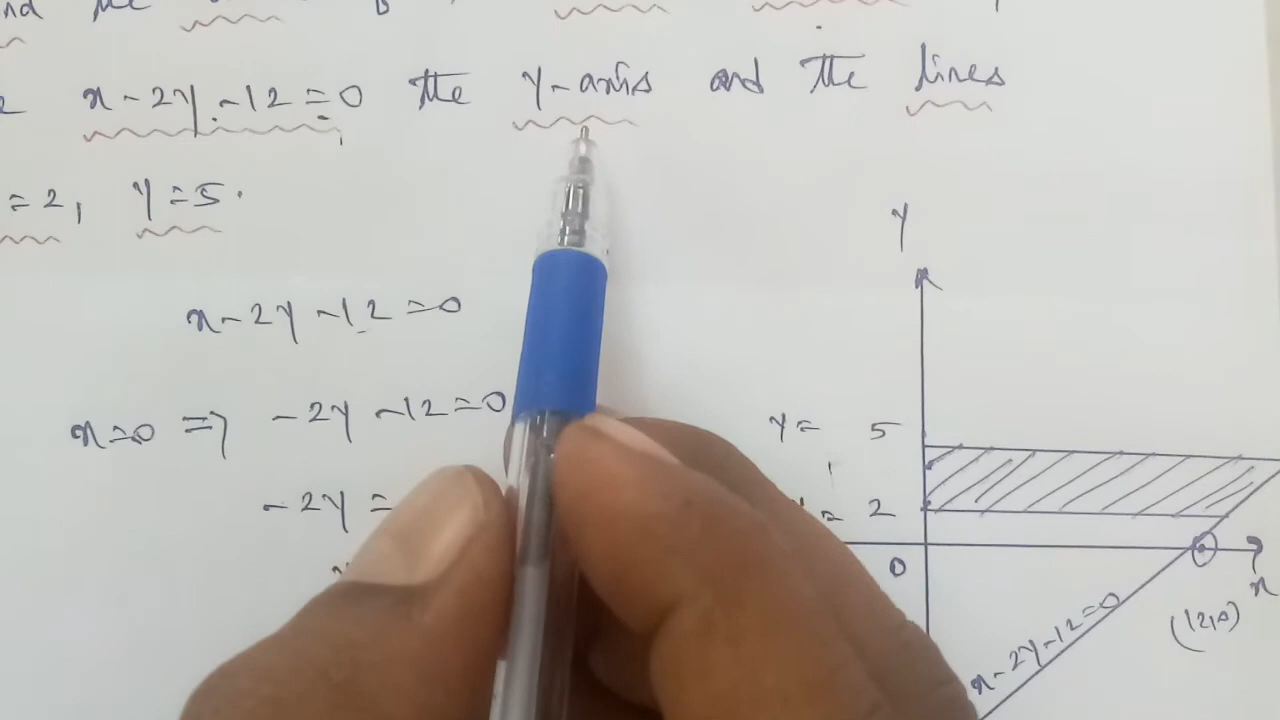 x - 2y - 12 = 0 the y-axis and the lines
= 2, y = 5.
x - 2y - 12 = 0
x = 0 ⇒ -2y - 12 = 0
-2y =
y
y = 5
= 2
0
x
(12,0)
x - 2y - 12 = 0